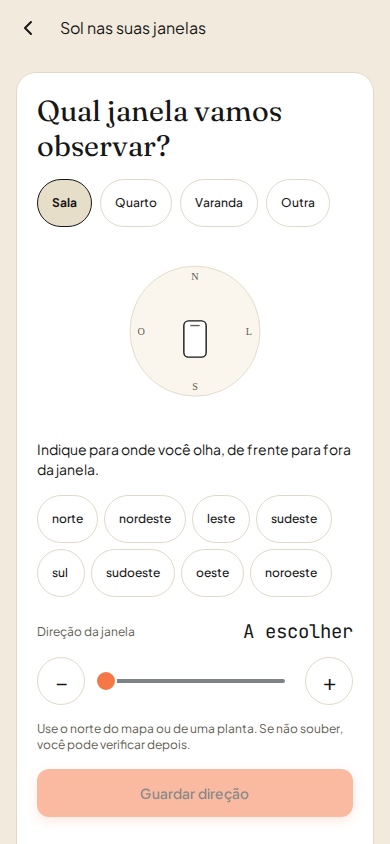 Sol nas suas janelas
Qual janela vamos
observar?
Sala
Quarto
Varanda
Outra
N
O
L
S
Indique para onde você olha, de frente para fora
da janela.
norte
nordeste
leste
sudeste
sul
sudoeste
oeste
noroeste
Direção da janela
A escolher
−
+
Use o norte do mapa ou de uma planta. Se não souber,
você pode verificar depois.
Guardar direção